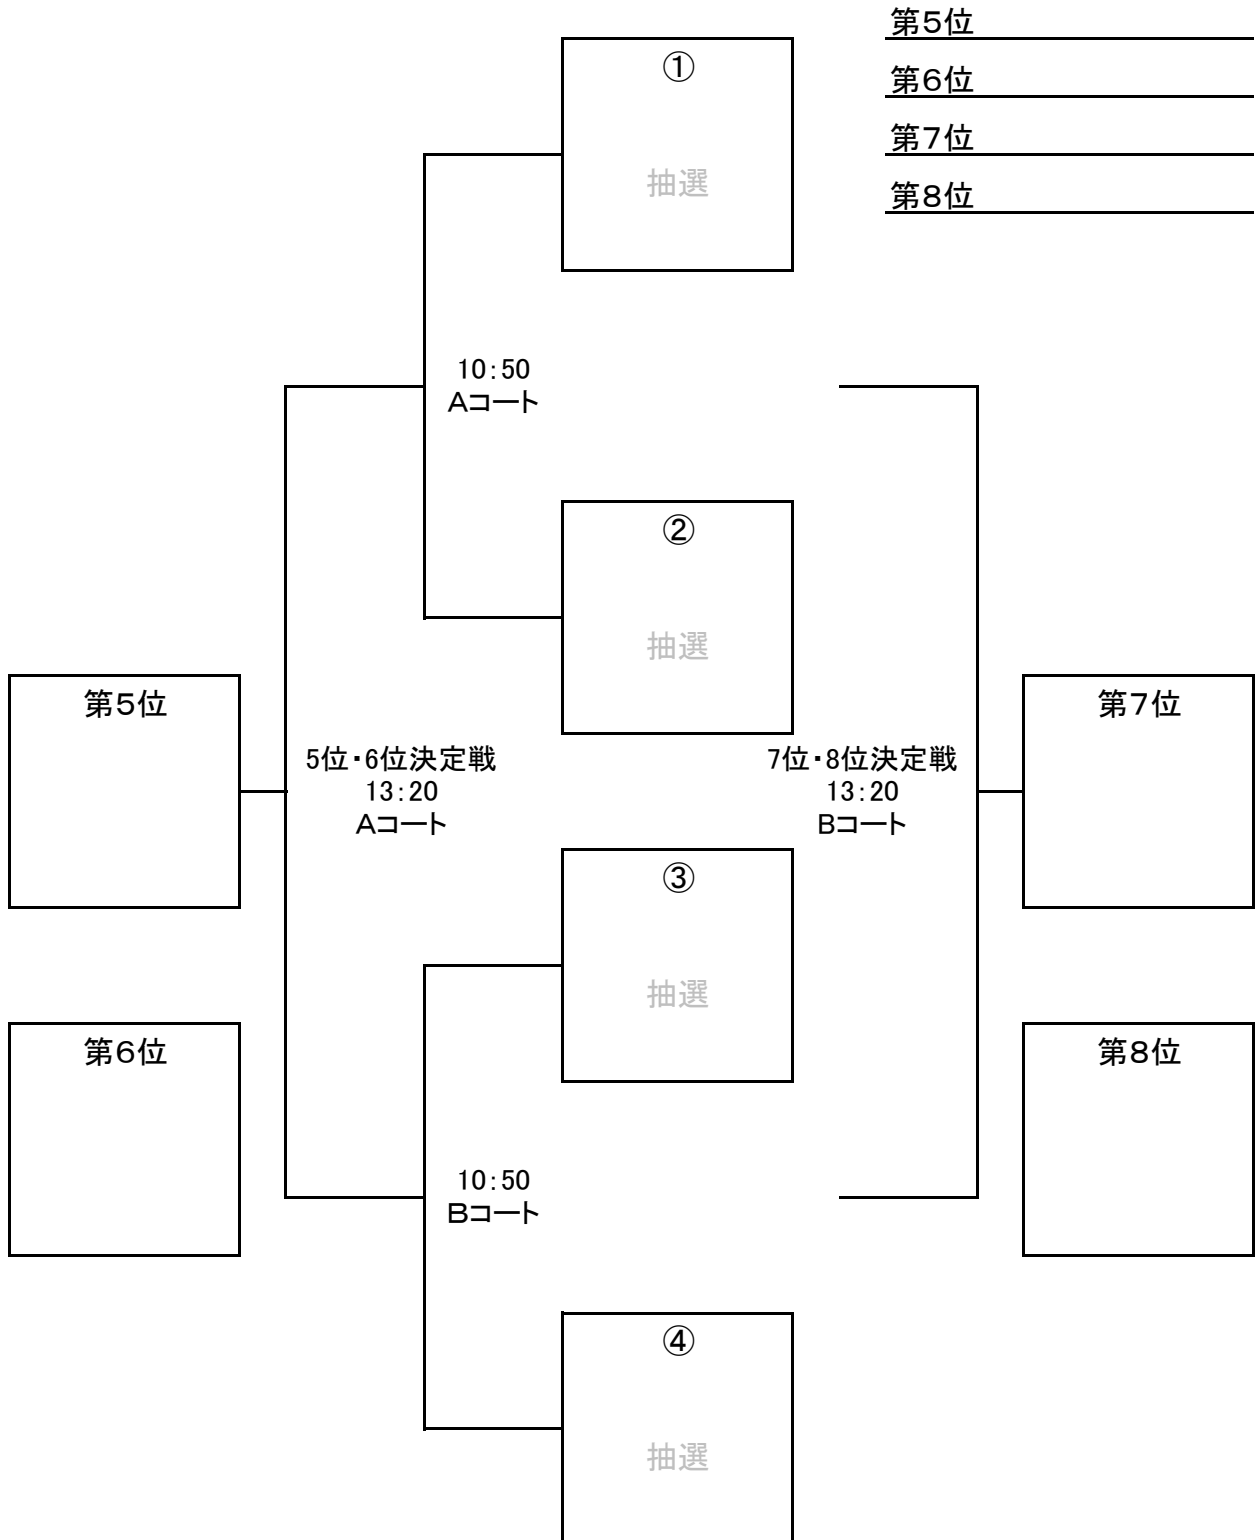 第5位
①
第6位
第7位
抽選
第8位
10:50
Aコート
②
抽選
第5位
第7位
5位・6位決定戦
13:20
Aコート
7位・8位決定戦
13:20
Bコート
③
抽選
第6位
第8位
10:50
Bコート
④
抽選